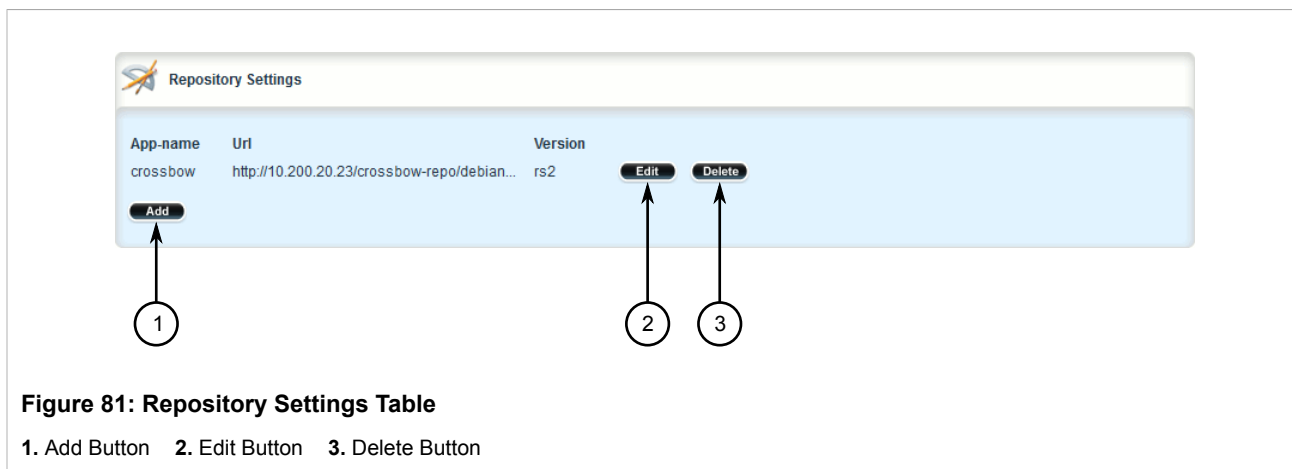 Repository Settings
App-name Url Version
crossbow http://10.200.20.23/crossbow-repo/debian... rs2 Edit Delete
Add
1 2 3
Figure 81: Repository Settings Table
1. Add Button 2. Edit Button 3. Delete Button